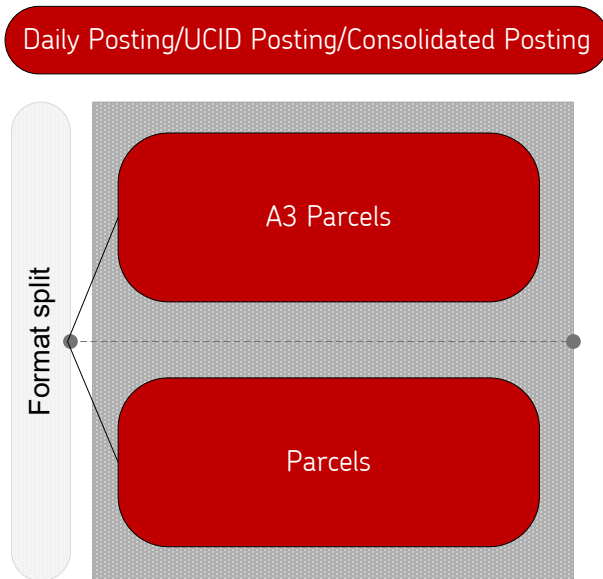 Daily Posting/UCID Posting/Consolidated Posting
A3 Parcels
Format split
Parcels